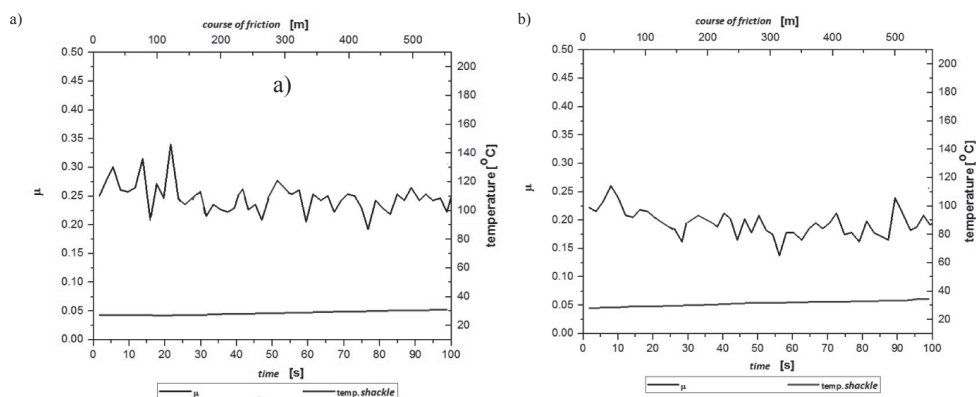 a)
course of friction [m]
0 100 200 300 400 500
0.50
0.45
0.40
0.35
0.30
0.25
0.20
0.15
0.10
0.05
0.00
μ
a)
200
180
160
140
120
100
80
60
40
20
temperature [°C]
0 10 20 30 40 50 60 70 80 90 100
time [s]
μ temp. shackle
b)
course of friction [m]
0 100 200 300 400 500
0.50
0.45
0.40
0.35
0.30
0.25
0.20
0.15
0.10
0.05
0.00
μ
200
180
160
140
120
100
80
60
40
20
temperature [°C]
0 10 20 30 40 50 60 70 80 90 100
time [s]
μ temp. shackle